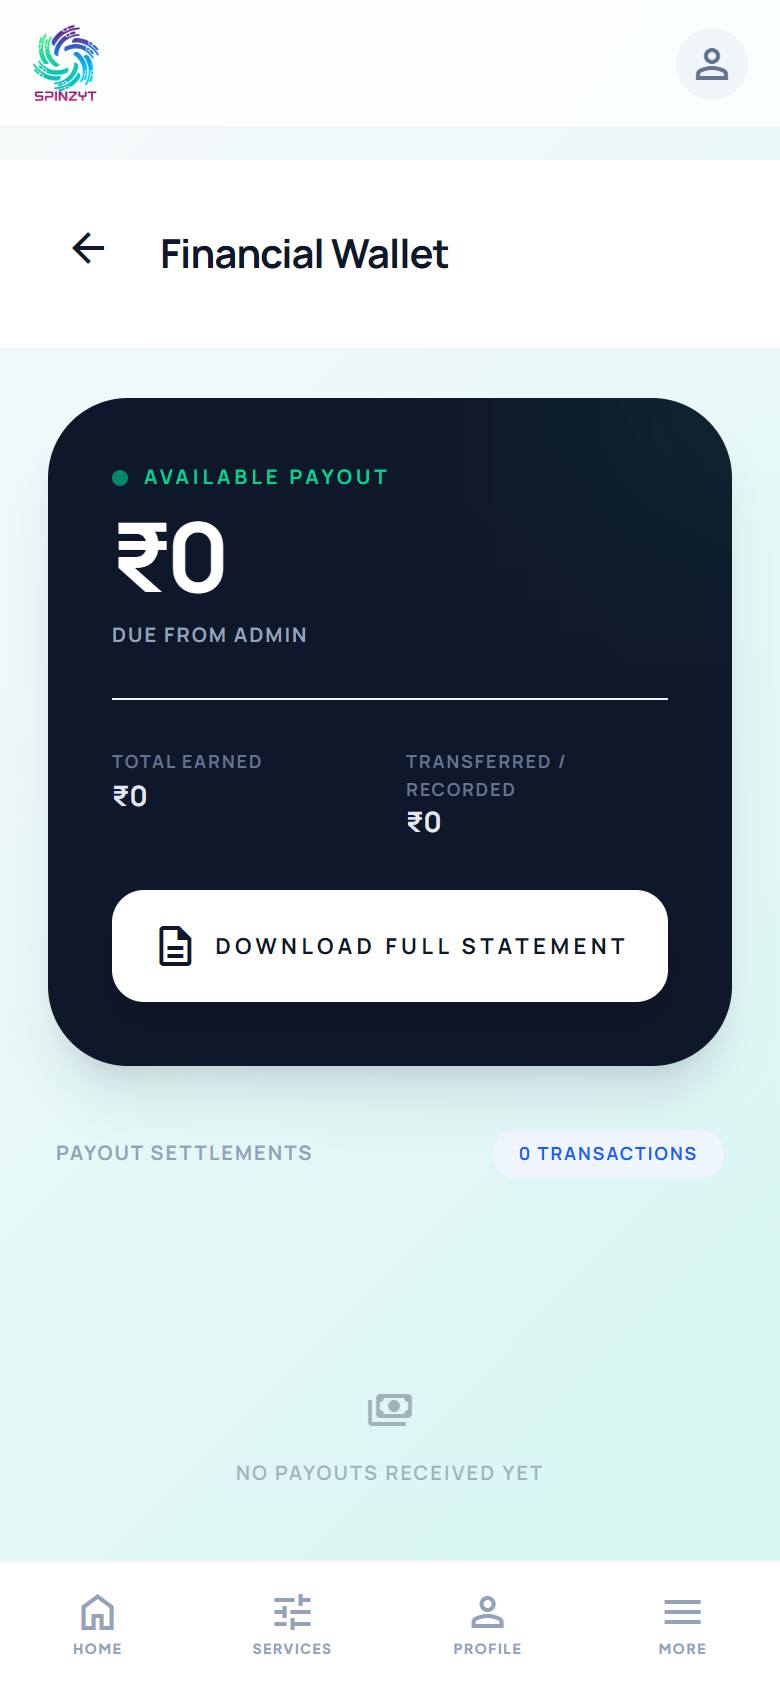 SPINZYT
Financial Wallet
AVAILABLE PAYOUT
₹0
DUE FROM ADMIN
TOTAL EARNED
₹0
TRANSFERRED /
RECORDED
₹0
DOWNLOAD FULL STATEMENT
PAYOUT SETTLEMENTS
0 TRANSACTIONS
NO PAYOUTS RECEIVED YET
HOME
SERVICES
PROFILE
MORE